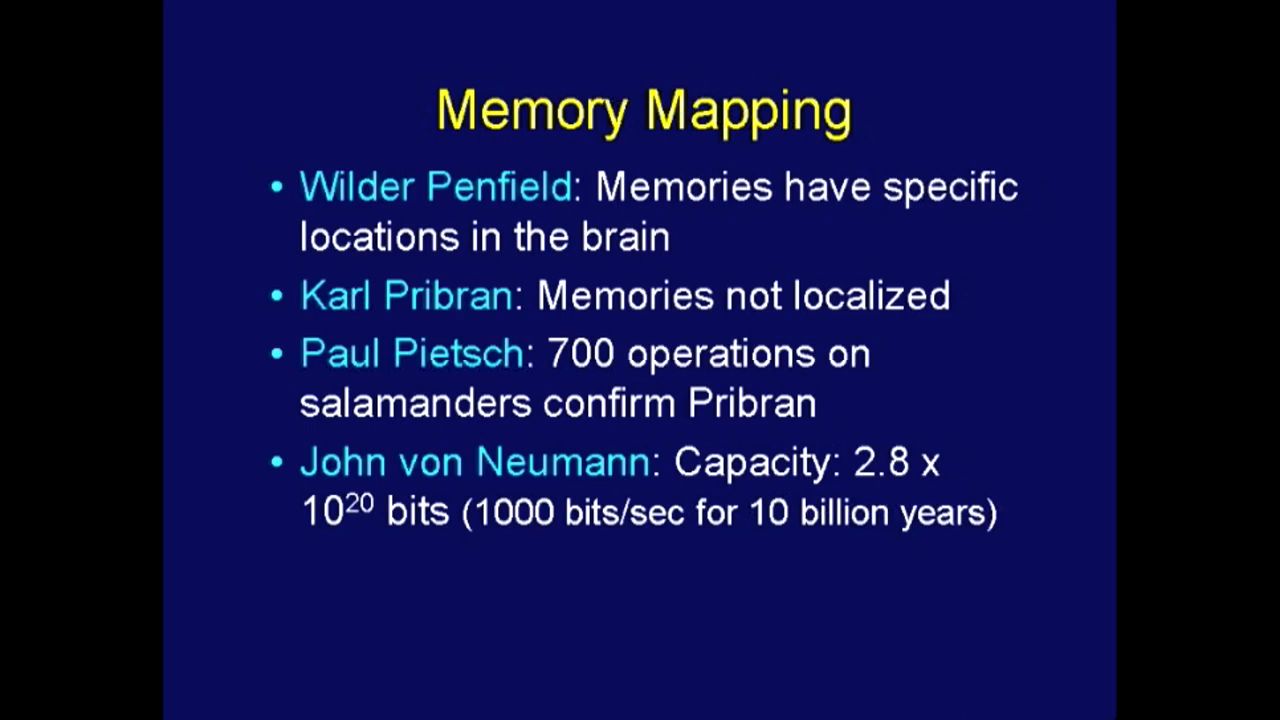 Memory Mapping
• Wilder Penfield: Memories have specific
locations in the brain
• Karl Pribran: Memories not localized
• Paul Pietsch: 700 operations on
salamanders confirm Pribran
• John von Neumann: Capacity: 2.8 x
10²⁰ bits (1000 bits/sec for 10 billion years)